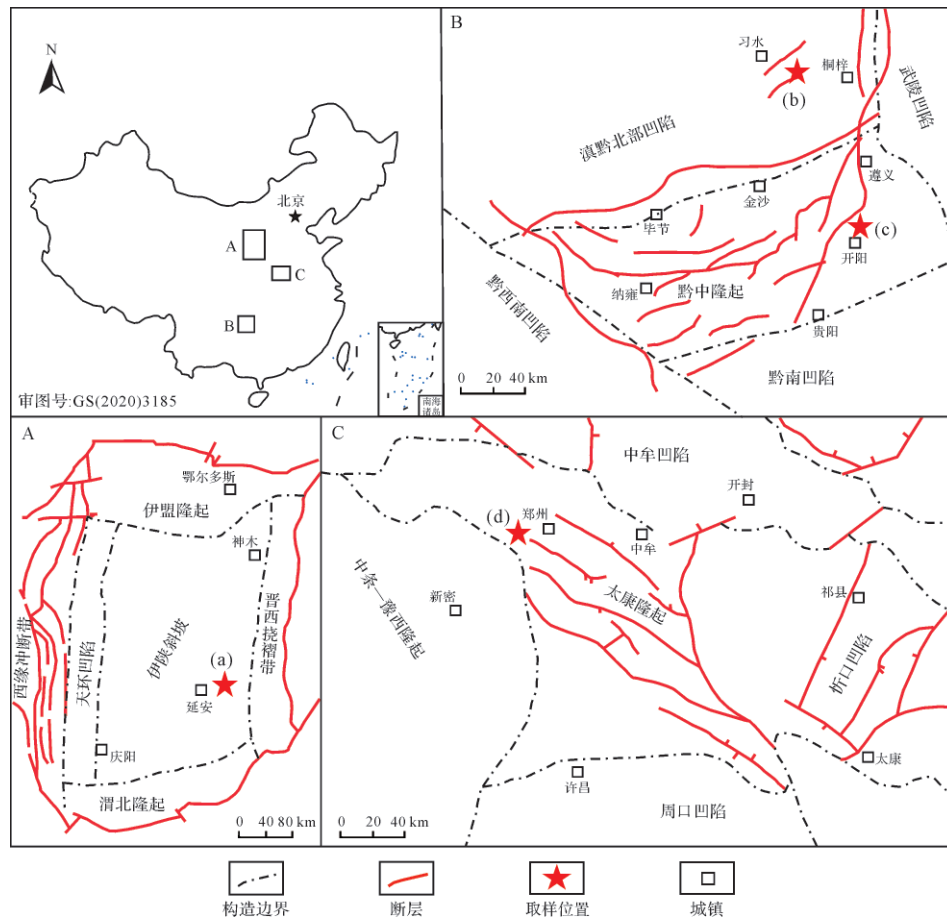 N
北京
A
C
B
审图号:GS(2020)3185
南海
诸岛
B
习水
桐梓
(b)
武陵凹陷
滇黔北部凹陷
遵义
金沙
毕节
(c)
开阳
纳雍
黔中隆起
黔西南凹陷
贵阳
黔南凹陷
0 20 40 km
A
鄂尔多斯
伊盟隆起
神木
西缘冲断带
天环凹陷
伊陕斜坡
晋西挠褶带
(a)
延安
庆阳
渭北隆起
0 40 80 km
C
中牟凹陷
开封
(d)
郑州
中牟
中条—豫西隆起
新密
太康隆起
祁县
忻口凹陷
太康
许昌
周口凹陷
0 20 40 km
构造边界
断层
取样位置
城镇